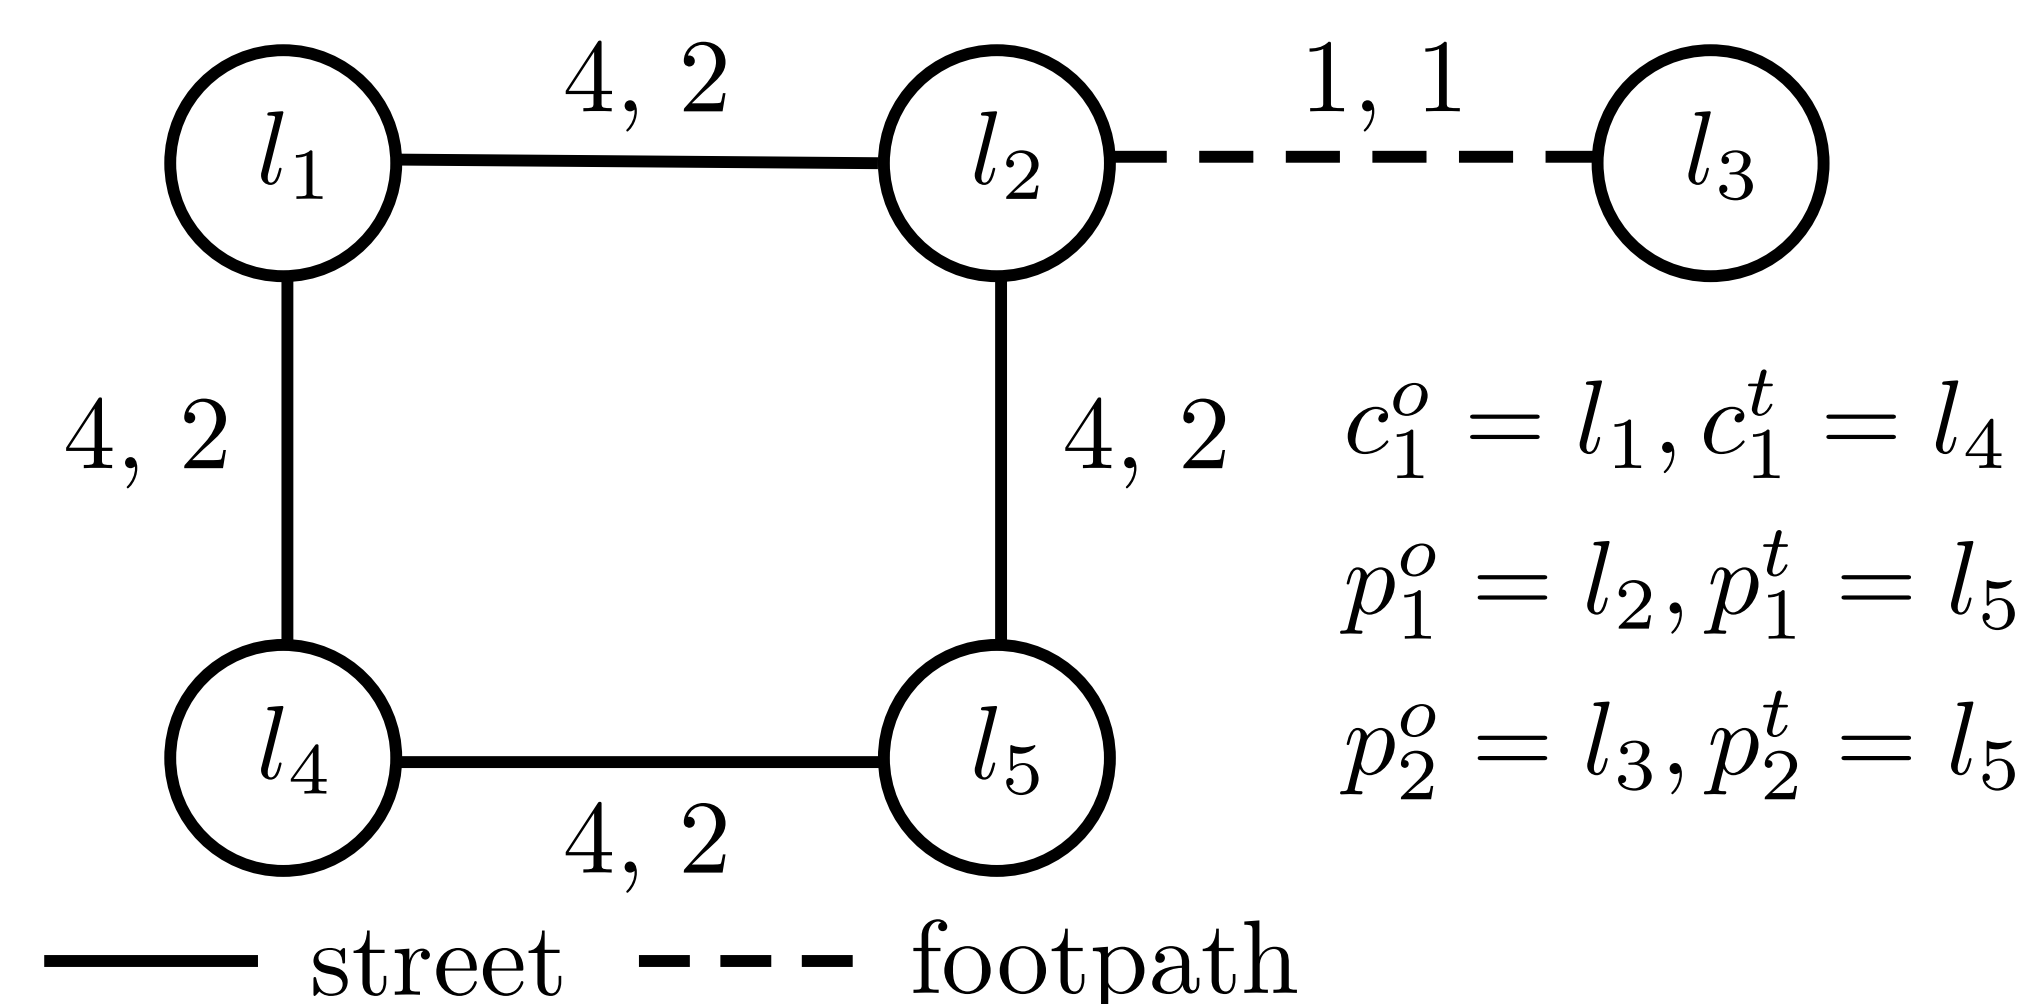 4, 2
1, 1
l₁
l₂
l₃
4, 2
4, 2
c₁ᵒ = l₁, c₁ᵗ = l₄
p₁ᵒ = l₂, p₁ᵗ = l₅
p₂ᵒ = l₃, p₂ᵗ = l₅
l₄
l₅
4, 2
street
footpath